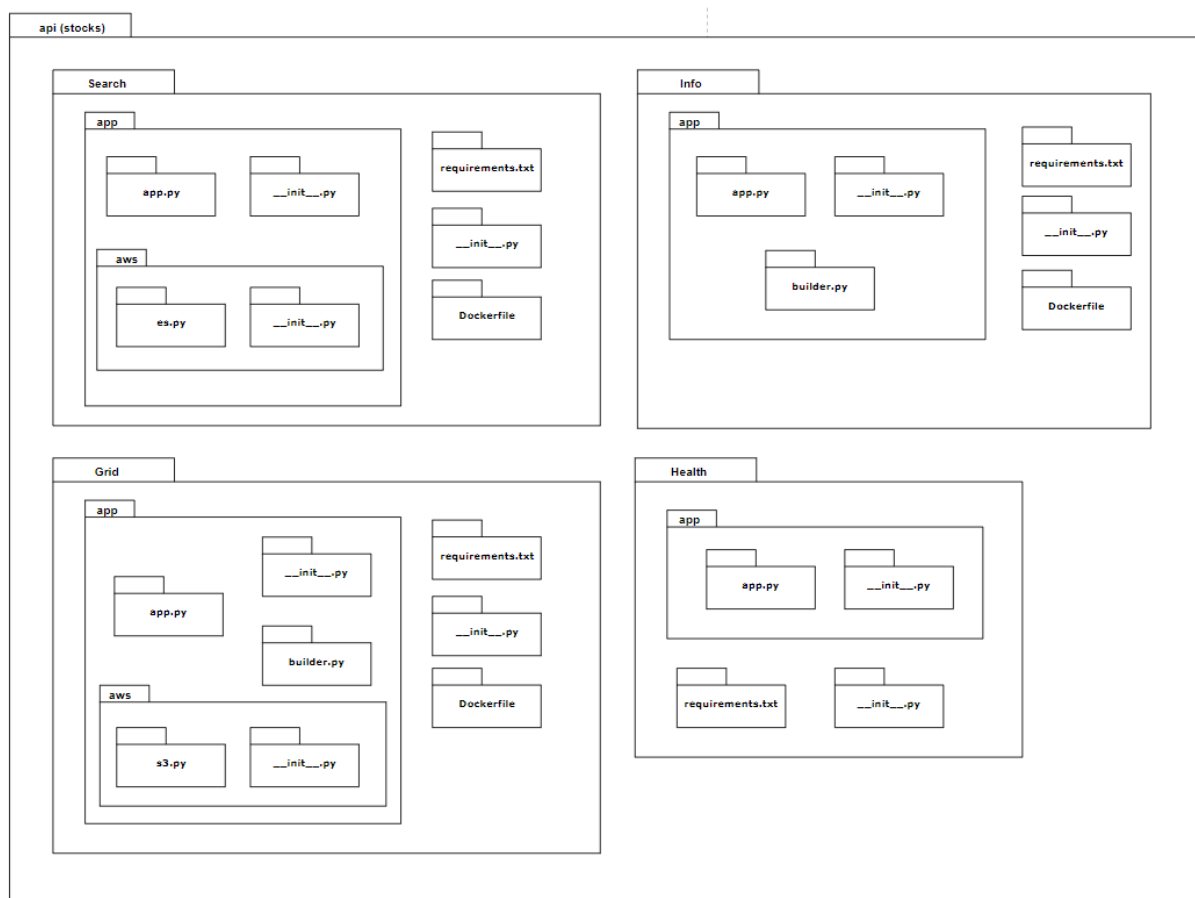 api (stocks)
Search
app
app.py
__init__.py
aws
es.py
__init__.py
requirements.txt
__init__.py
Dockerfile
Info
app
app.py
__init__.py
builder.py
requirements.txt
__init__.py
Dockerfile
Grid
app
__init__.py
app.py
builder.py
aws
s3.py
__init__.py
requirements.txt
__init__.py
Dockerfile
Health
app
app.py
__init__.py
requirements.txt
__init__.py